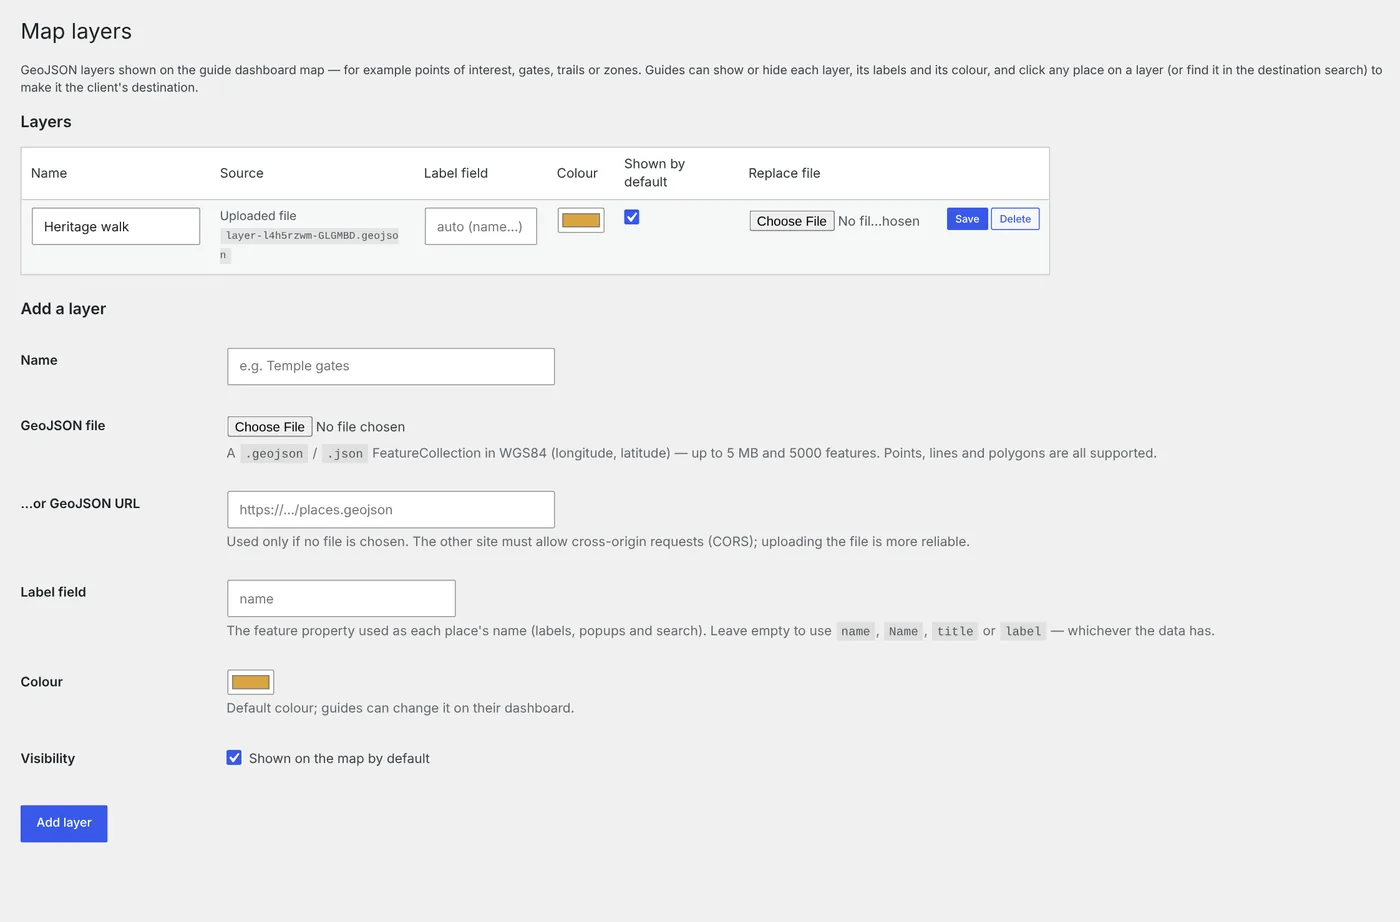 Map layers
GeoJSON layers shown on the guide dashboard map — for example points of interest, gates, trails or zones. Guides can show or hide each layer, its labels and its colour, and click any place on a layer (or find it in the destination search) to
make it the client's destination.
Layers
Name Source Label field Colour Shown by default Replace file
Heritage walk Uploaded file auto (name...) Choose File No fil...hosen Save Delete
layer-l4h5rzwm-GLGMBD.geojso
n
Add a layer
Name e.g. Temple gates
GeoJSON file Choose File No file chosen
A .geojson / .json FeatureCollection in WGS84 (longitude, latitude) — up to 5 MB and 5000 features. Points, lines and polygons are all supported.
...or GeoJSON URL https://.../places.geojson
Used only if no file is chosen. The other site must allow cross-origin requests (CORS); uploading the file is more reliable.
Label field name
The feature property used as each place's name (labels, popups and search). Leave empty to use name, Name, title or label — whichever the data has.
Colour
Default colour; guides can change it on their dashboard.
Visibility Shown on the map by default
Add layer